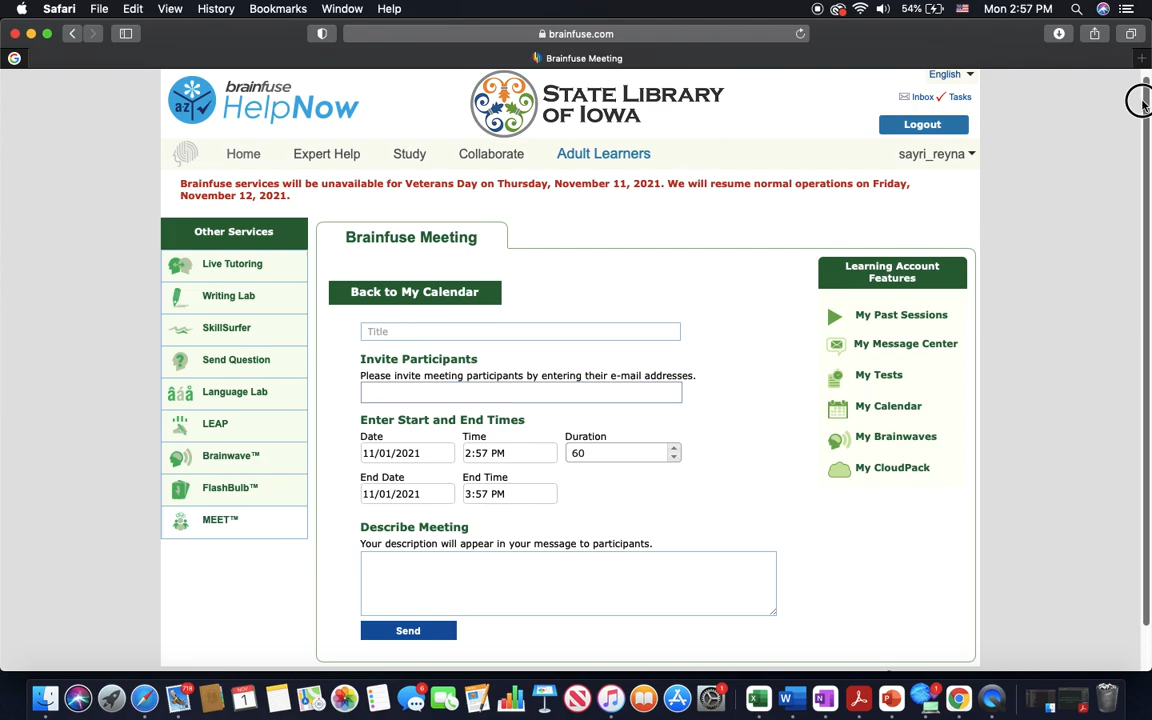 Safari File Edit View History Bookmarks Window Help 54% Mon 2:57 PM
brainfuse.com
Brainfuse Meeting
brainfuse
HelpNow
STATE LIBRARY
OF IOWA
English
Inbox Tasks
Logout
Home Expert Help Study Collaborate Adult Learners sayri_reyna
Brainfuse services will be unavailable for Veterans Day on Thursday, November 11, 2021. We will resume normal operations on Friday,
November 12, 2021.
Other Services
Live Tutoring
Writing Lab
SkillSurfer
Send Question
Language Lab
LEAP
Brainwave™
FlashBulb™
MEET™
Brainfuse Meeting
Back to My Calendar
Title
Invite Participants
Please invite meeting participants by entering their e-mail addresses.
Enter Start and End Times
Date Time Duration
11/01/2021 2:57 PM 60
End Date End Time
11/01/2021 3:57 PM
Describe Meeting
Your description will appear in your message to participants.
Send
Learning Account
Features
My Past Sessions
My Message Center
My Tests
My Calendar
My Brainwaves
My CloudPack